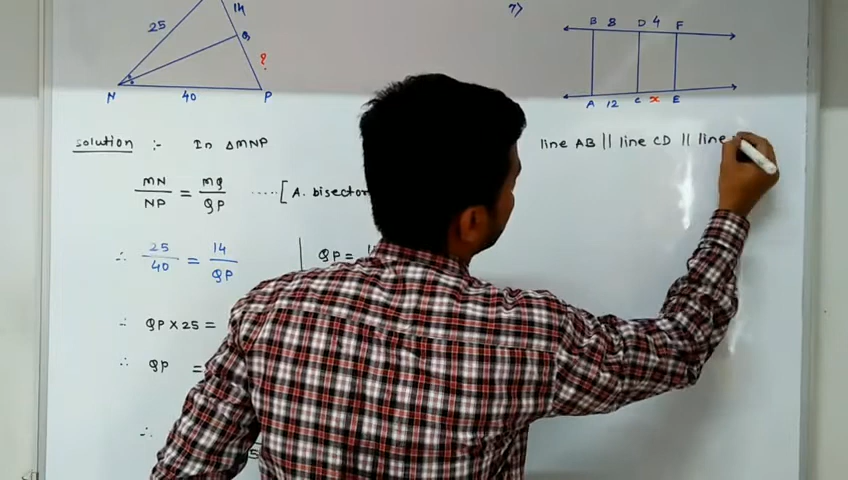 14
25
Q
?
N
40
P
solution :- In △MNP
MN/NP = MQ/QP ..... [ A. bisector
∴ 25/40 = 14/QP
QP =
∴ QP × 25 =
∴ QP =
∴
7)
B 8 D 4 F
A 12 C x E
line AB || line CD || line